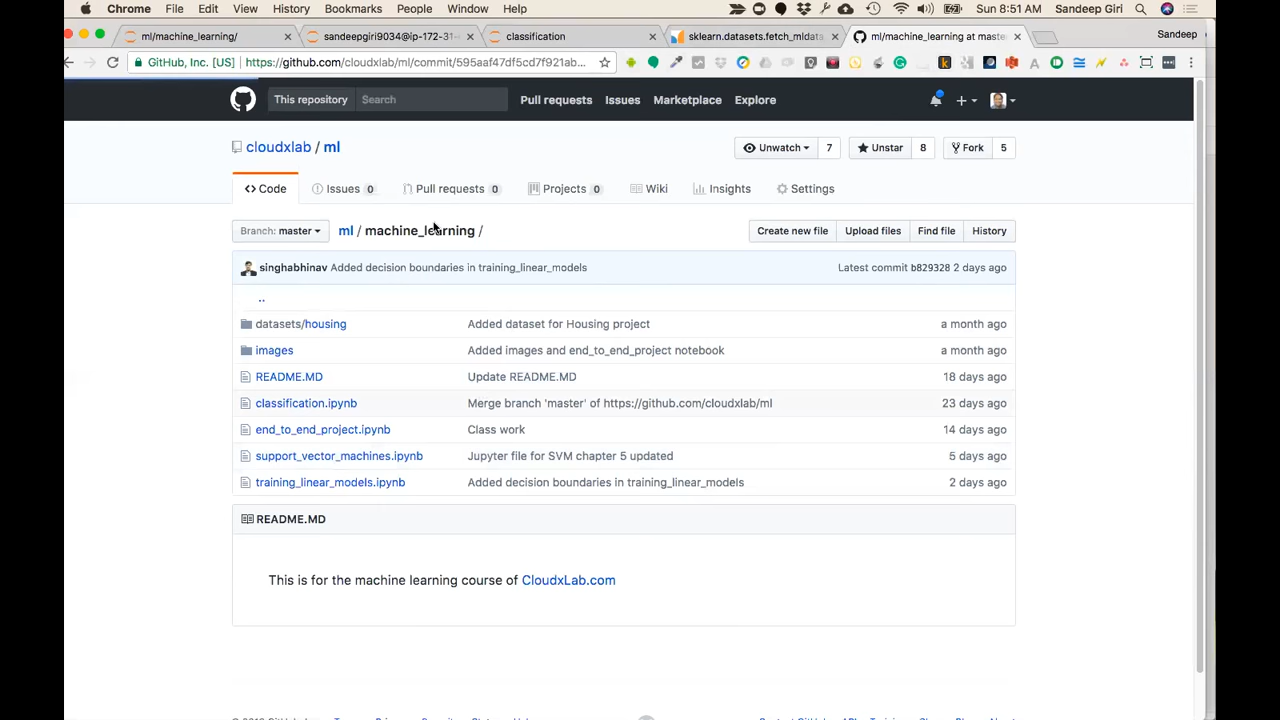 Chrome File Edit View History Bookmarks People Window Help Sun 8:51 AM Sandeep Giri
ml/machine_learning/ sandeepgiri9034@ip-172-31- classification sklearn.datasets.fetch_mldata ml/machine_learning at maste Sandeep
GitHub, Inc. [US] https://github.com/cloudxlab/ml/commit/595aaf47df5cd7f921ab...
This repository Search Pull requests Issues Marketplace Explore
cloudxlab / ml Unwatch 7 Unstar 8 Fork 5
Code Issues 0 Pull requests 0 Projects 0 Wiki Insights Settings
Branch: master ml / machine_learning / Create new file Upload files Find file History
singhabhinav Added decision boundaries in training_linear_models Latest commit b829328 2 days ago
..
datasets/housing Added dataset for Housing project a month ago
images Added images and end_to_end_project notebook a month ago
README.MD Update README.MD 18 days ago
classification.ipynb Merge branch 'master' of https://github.com/cloudxlab/ml 23 days ago
end_to_end_project.ipynb Class work 14 days ago
support_vector_machines.ipynb Jupyter file for SVM chapter 5 updated 5 days ago
training_linear_models.ipynb Added decision boundaries in training_linear_models 2 days ago
README.MD
This is for the machine learning course of CloudxLab.com